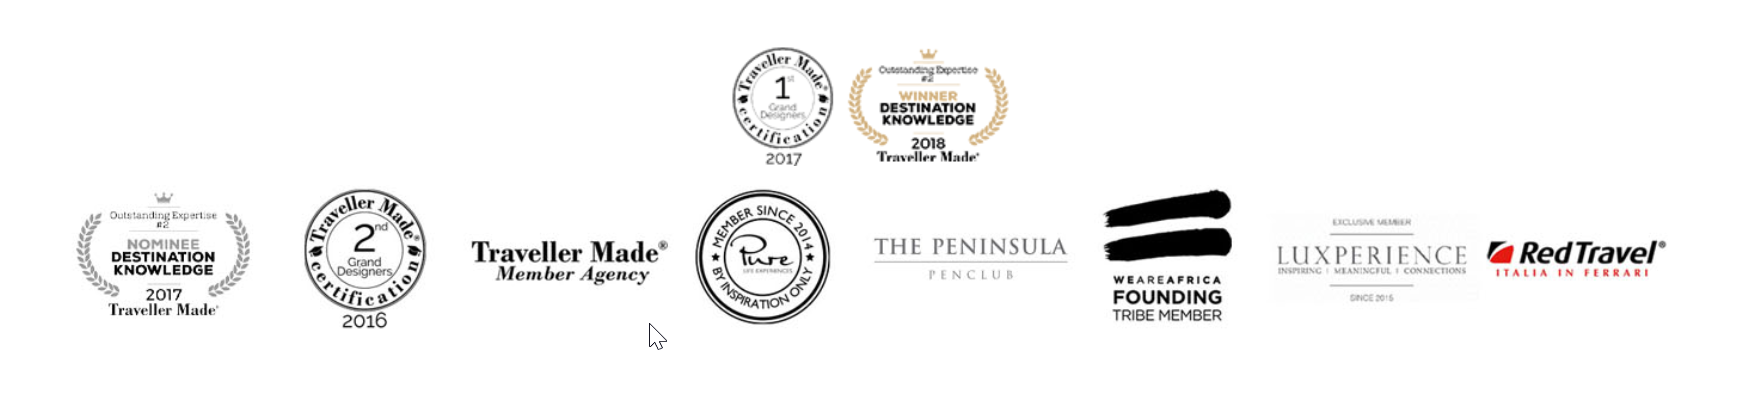 Traveller Made®
1st
Grand
Designers
certification
2017
Outstanding Expertise
#2
WINNER
DESTINATION
KNOWLEDGE
2018
Traveller Made®
Outstanding Expertise
#2
NOMINEE
DESTINATION
KNOWLEDGE
2017
Traveller Made®
Traveller Made®
2nd
Grand
Designers
certification
2016
Traveller Made®
Member Agency
MEMBER SINCE 2014
Pure
LIFE EXPERIENCES
BY INSPIRATION ONLY
THE PENINSULA
PENCLUB
WEAREAFRICA
FOUNDING
TRIBE MEMBER
EXCLUSIVE MEMBER
LUXPERIENCE
INSPIRING | MEANINGFUL | CONNECTIONS
SINCE 2015
RedTravel®
ITALIA IN FERRARI